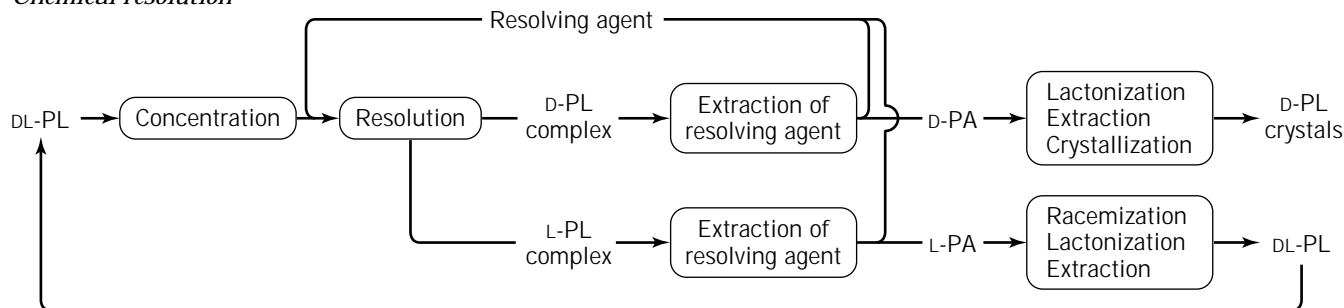 Chemical resolution
Resolving agent
DL-PL
Concentration
Resolution
D-PL
complex
Extraction of
resolving agent
D-PA
Lactonization
Extraction
Crystallization
D-PL
crystals
L-PL
complex
Extraction of
resolving agent
L-PA
Racemization
Lactonization
Extraction
DL-PL